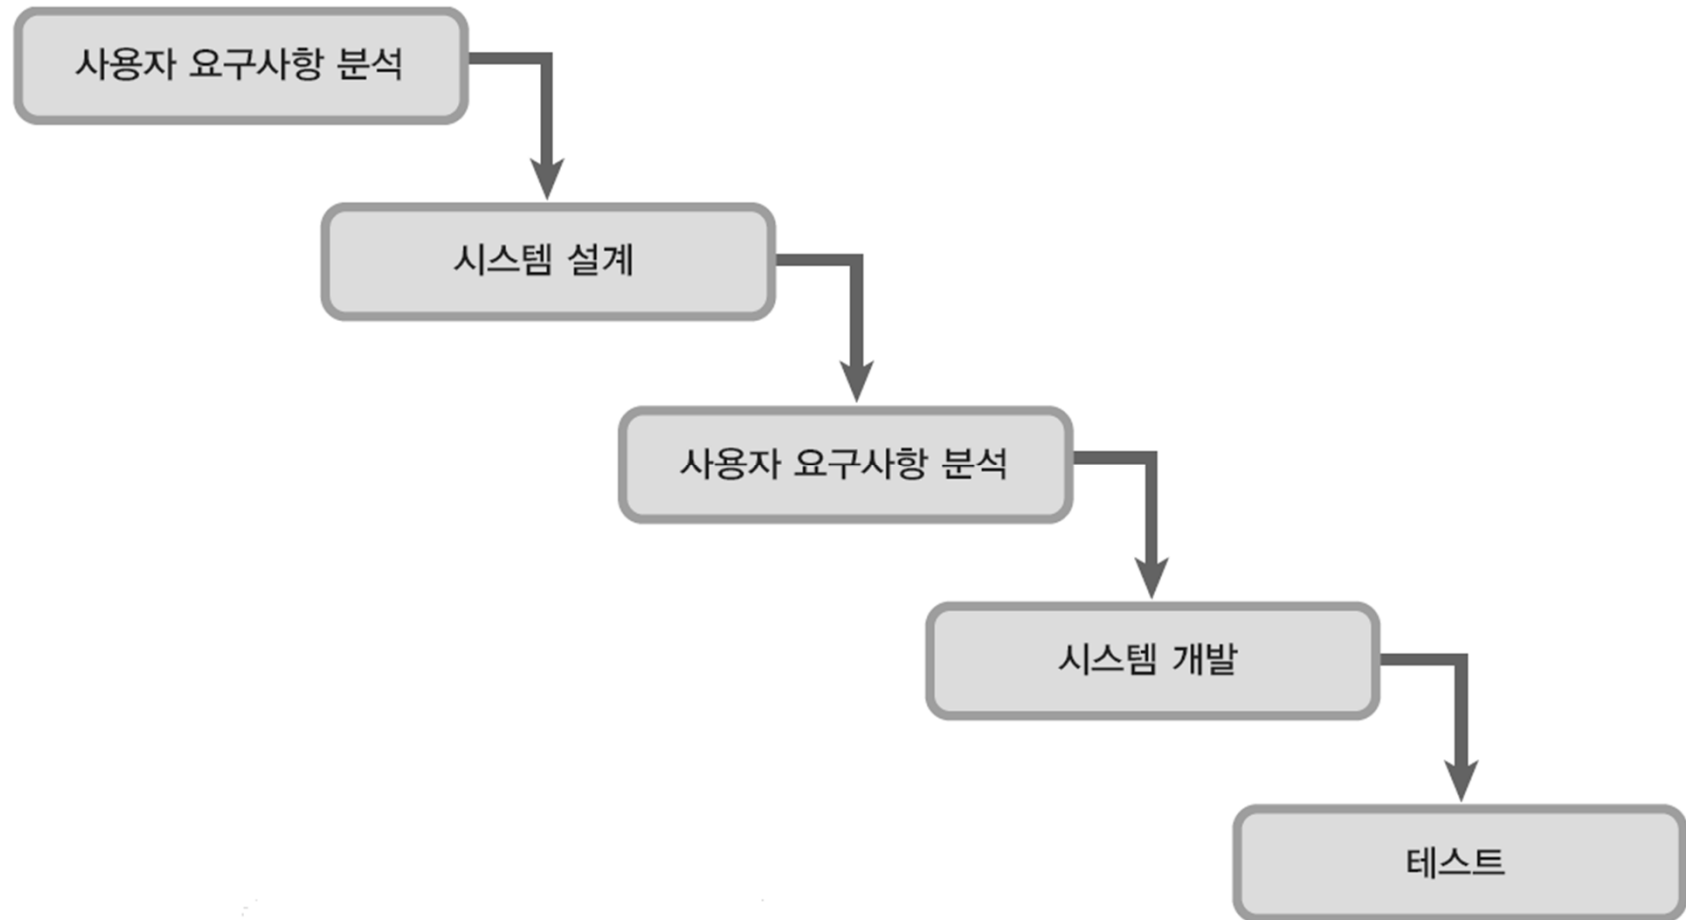 사용자 요구사항 분석
시스템 설계
사용자 요구사항 분석
시스템 개발
테스트